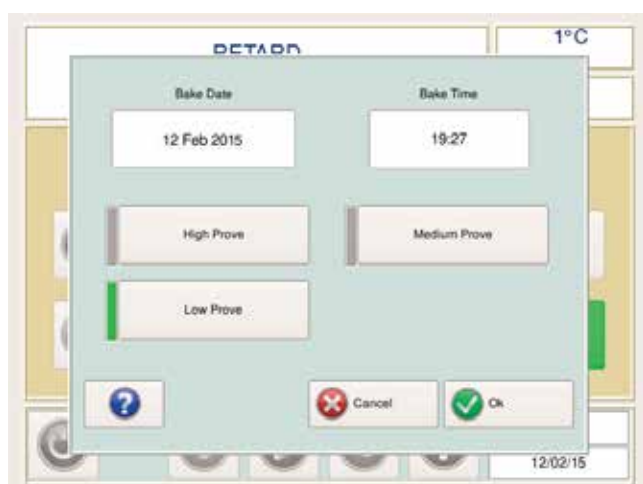 RETARD
1°C
Bake Date
Bake Time
12 Feb 2015
19:27
High Prove
Medium Prove
Low Prove
?
Cancel
Ok
12/02/15